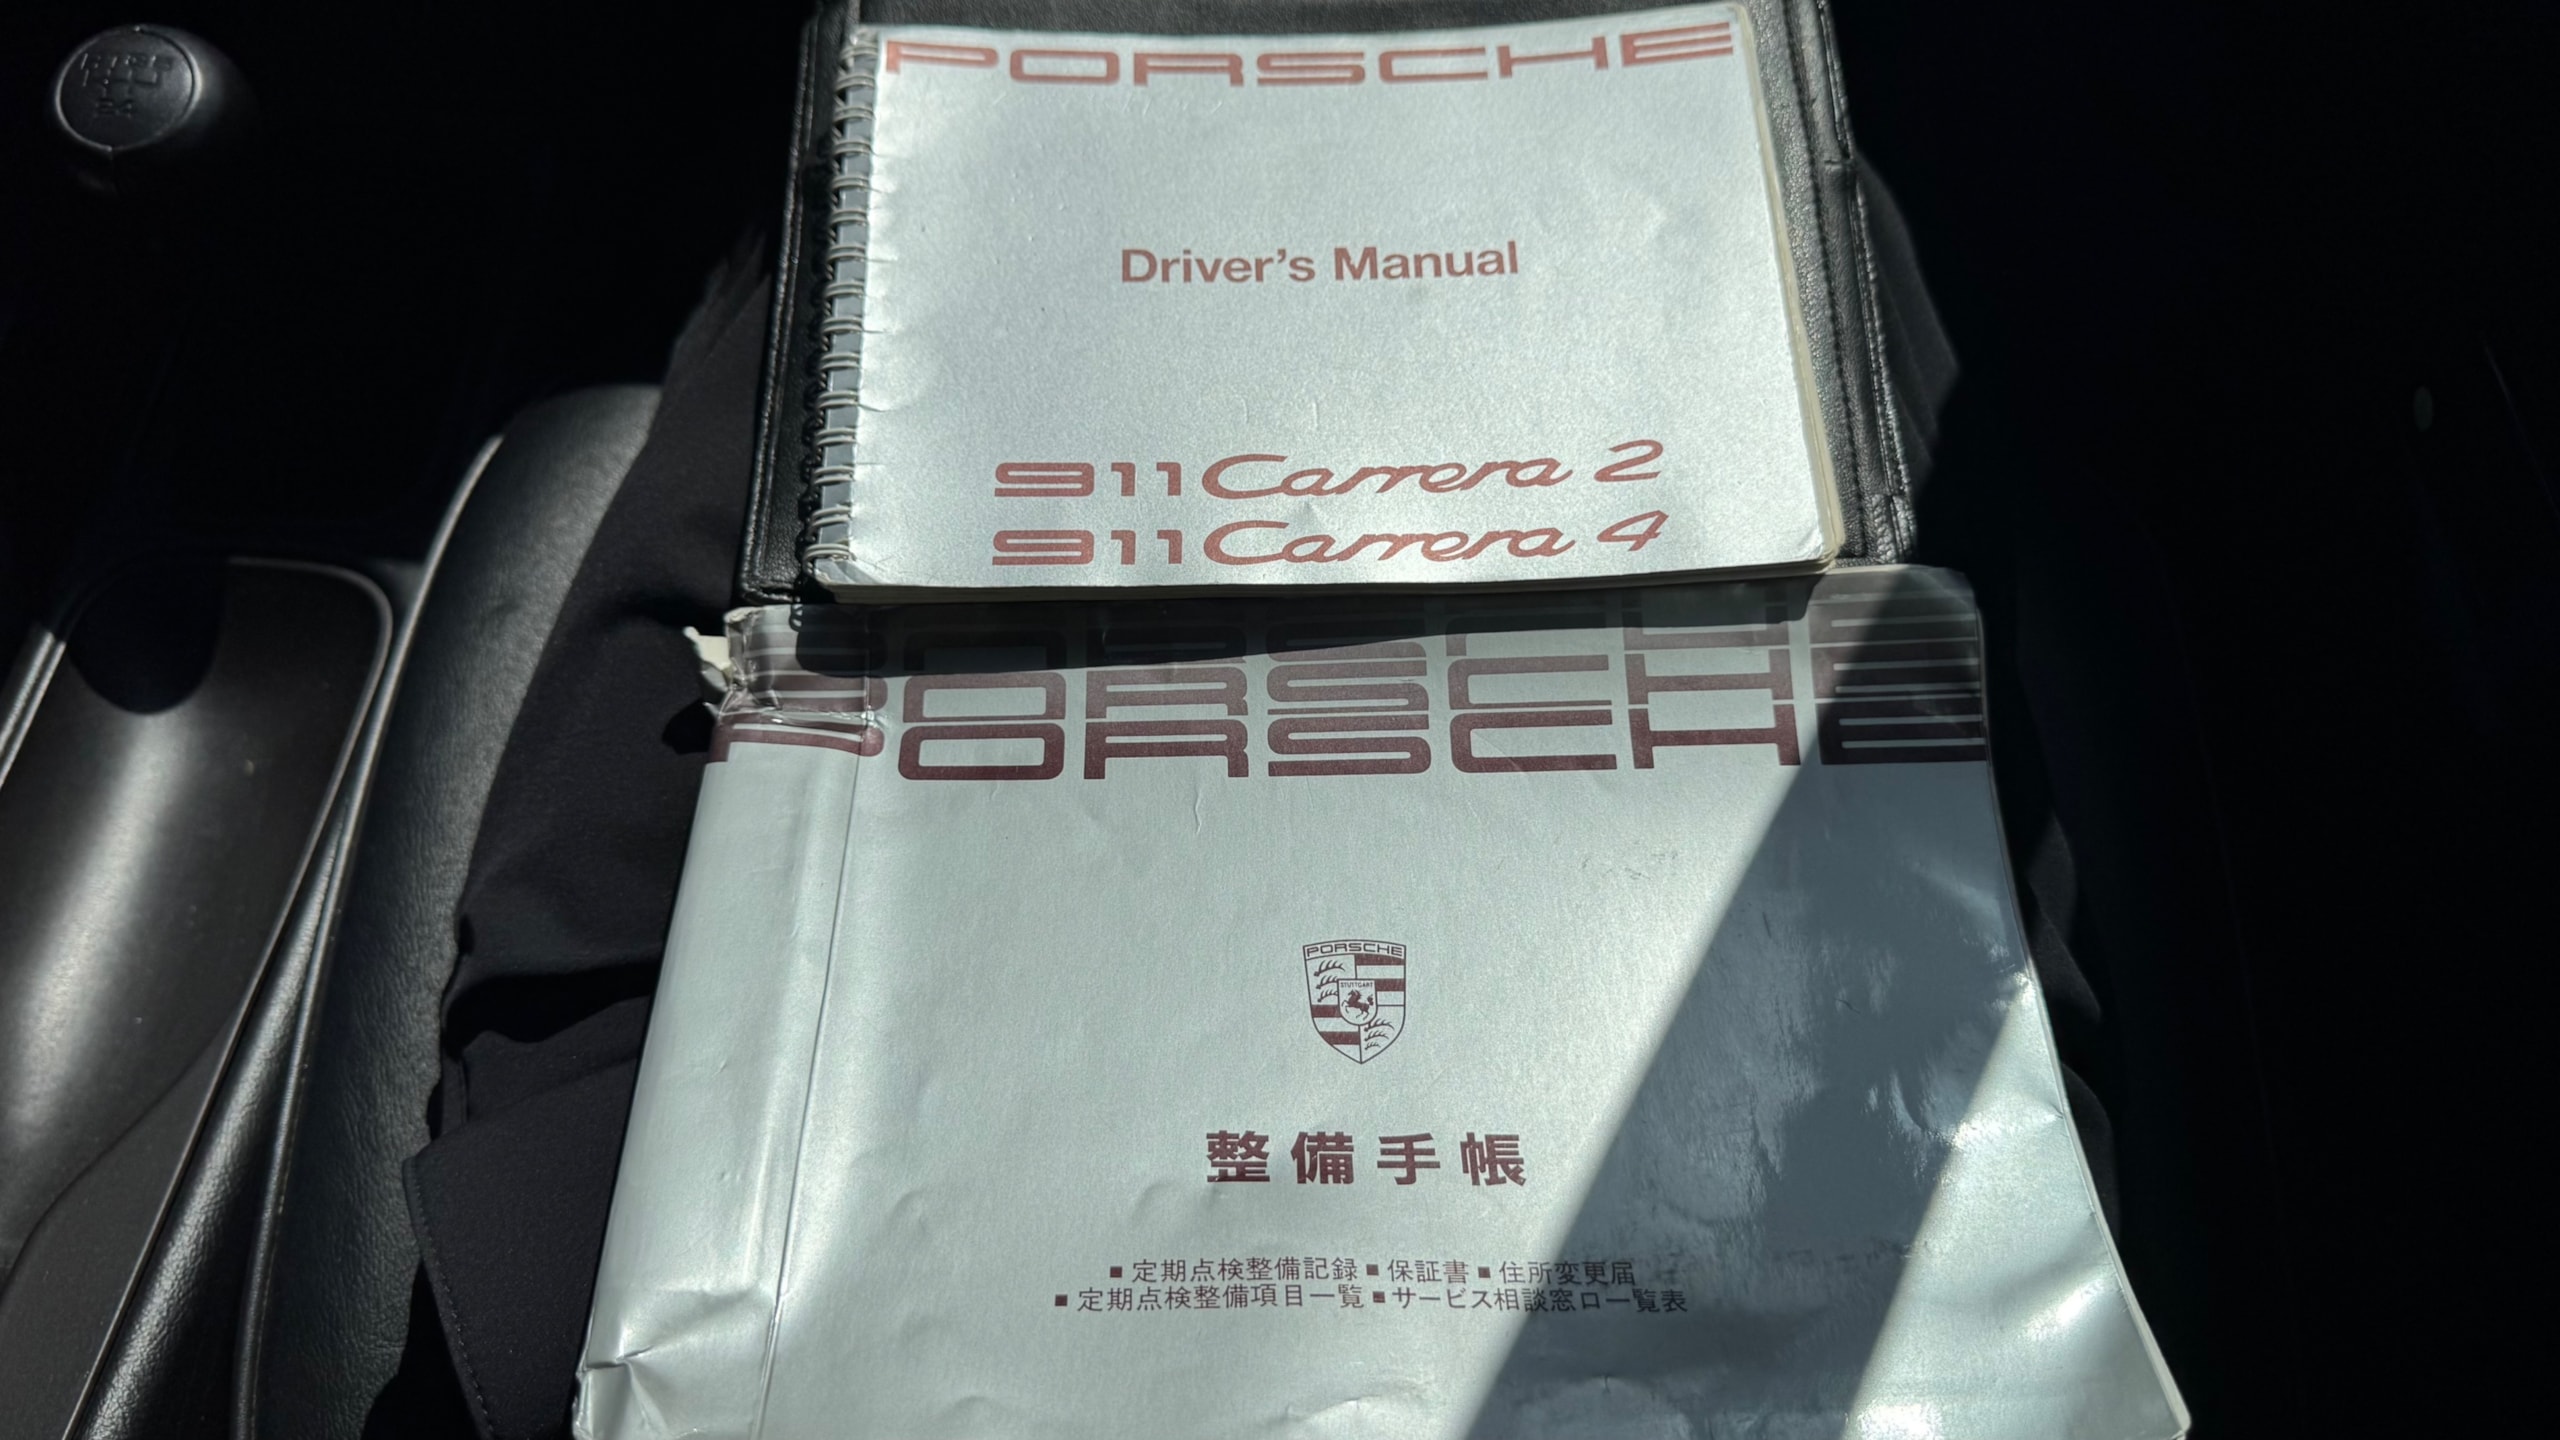 PORSCHE
Driver's Manual
911 Carrera 2
911 Carrera 4
PORSCHE
PORSCHE
PORSCHE
STUTTGART
整備手帳
■定期点検整備記録■保証書■住所変更届
■定期点検整備項目一覧■サービス相談窓口一覧表